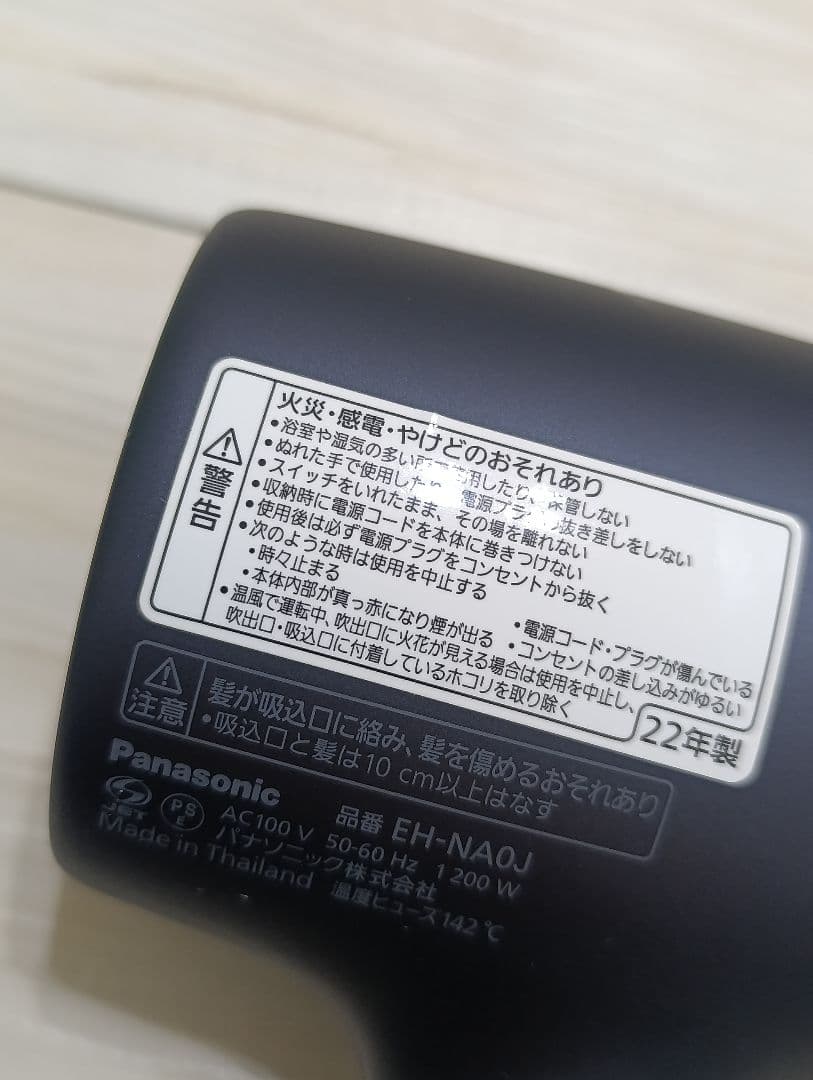 警告
火災・感電・やけどのおそれあり
・浴室や湿気の多い所 使用したり、保管しない
・ぬれた手で使用したり、電源プラグの抜き差しをしない
・スイッチをいれたまま、その場を離れない
・収納時に電源コードを本体に巻きつけない
・使用後は必ず電源プラグをコンセントから抜く
・次のような時は使用を中止する
・時々止まる
・電源コード・プラグが傷んでいる
・本体内部が真っ赤になり煙が出る
・コンセントの差し込みがゆるい
・温風で運転中、吹出口に火花が見える場合は使用を中止し、
吹出口・吸込口に付着しているホコリを取り除く
22年製
注意
髪が吸込口に絡み、髪を傷めるおそれあり
・吸込口と髪は10 cm以上はなす
Panasonic 品番 EH-NA0J
JET PS E AC100 V 50-60 Hz 1 200 W
パナソニック株式会社
Made in Thailand 温度ヒューズ142 ℃